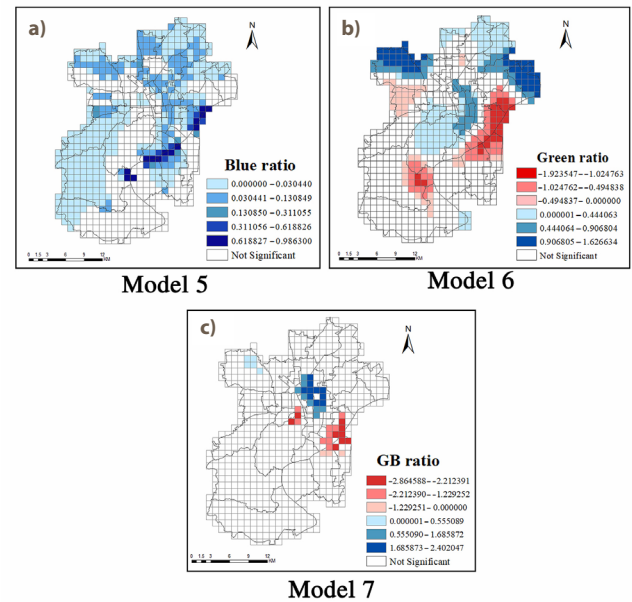 a)
N
Blue ratio
0.000000−0.030440
0.030441−0.130849
0.130850−0.311055
0.311056−0.618826
0.618827−0.986300
Not Significant
0 1.5 3 6 9 12
KM
Model 5
b)
N
Green ratio
-1.923547−-1.024763
-1.024762−-0.494838
-0.494837−0.000000
0.000001−0.444063
0.444064−0.906804
0.906805−1.626634
Not Significant
0 1.5 3 6 9 12
KM
Model 6
c)
N
GB ratio
-2.864588−-2.212391
-2.212390−-1.229252
-1.229251−0.000000
0.000001−0.555089
0.555090−1.685872
1.685873−2.402047
Not Significant
0 1.5 3 6 9 12
KM
Model 7